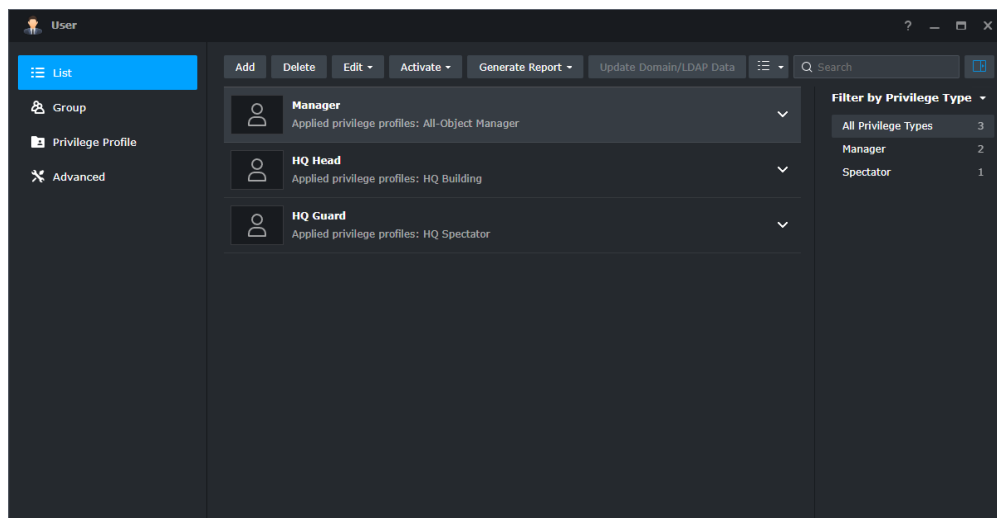 User
?
List
Group
Privilege Profile
Advanced
Add Delete Edit Activate Generate Report Update Domain/LDAP Data Search
Manager
Applied privilege profiles: All-Object Manager
HQ Head
Applied privilege profiles: HQ Building
HQ Guard
Applied privilege profiles: HQ Spectator
Filter by Privilege Type
All Privilege Types 3
Manager 2
Spectator 1